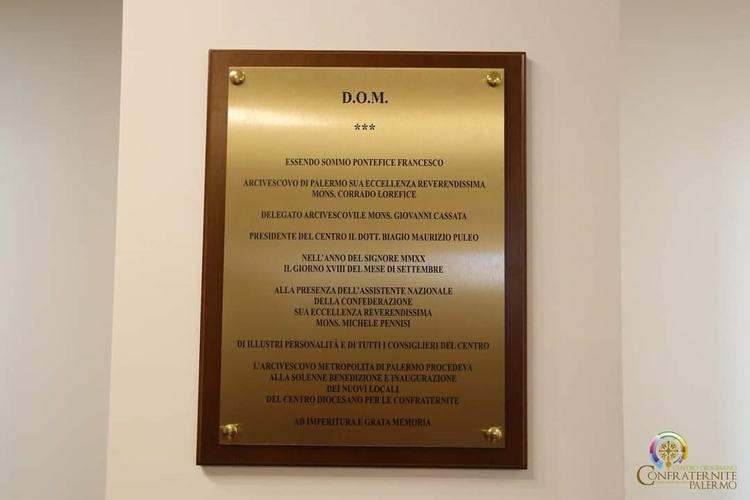 D.O.M.
***
ESSENDO SOMMO PONTEFICE FRANCESCO
ARCIVESCOVO DI PALERMO SUA ECCELLENZA REVERENDISSIMA
MONS. CORRADO LOREFICE
DELEGATO ARCIVESCOVILE MONS. GIOVANNI CASSATA
PRESIDENTE DEL CENTRO IL DOTT. BIAGIO MAURIZIO PULEO
NELL'ANNO DEL SIGNORE MMXX
IL GIORNO XVIII DEL MESE DI SETTEMBRE
ALLA PRESENZA DELL'ASSISTENTE NAZIONALE
DELLA CONFEDERAZIONE
SUA ECCELLENZA REVERENDISSIMA
MONS. MICHELE PENNISI
DI ILLUSTRI PERSONALITÀ E DI TUTTI I CONSIGLIERI DEL CENTRO
L'ARCIVESCOVO METROPOLITA DI PALERMO PROCEDEVA
ALLA SOLENNE BENEDIZIONE E INAUGURAZIONE
DEI NUOVI LOCALI
DEL CENTRO DIOCESANO PER LE CONFRATERNITE
AD IMPERITURA E GRATA MEMORIA
CENTRO DIOCESANO
CONFRATERNITE
PALERMO